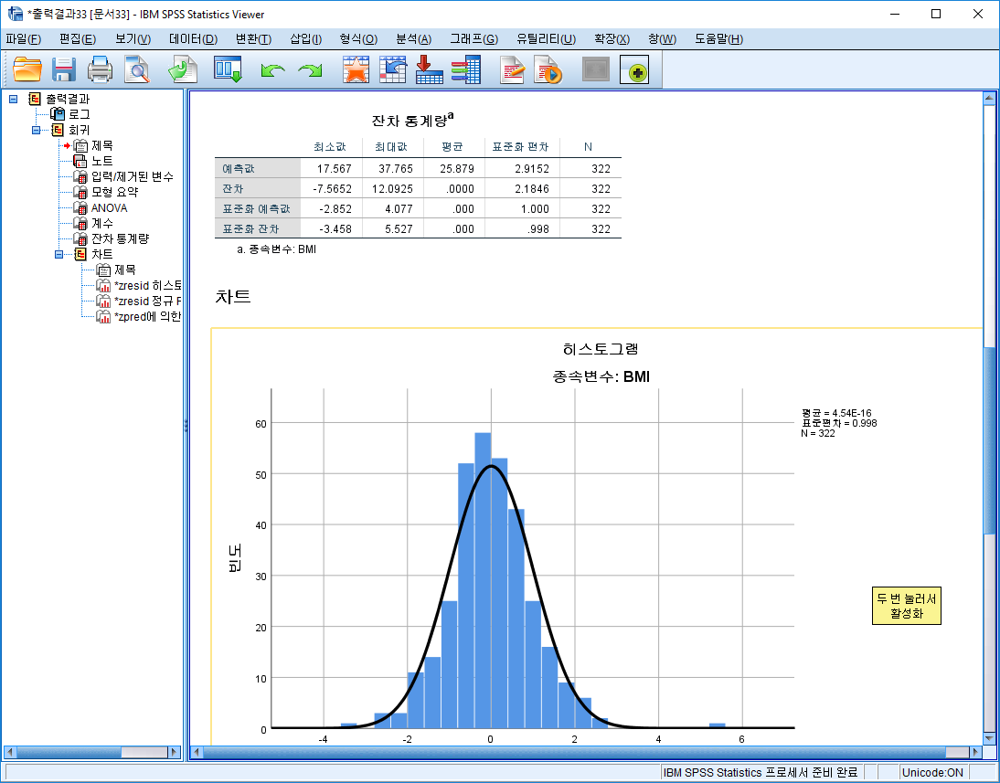 *출력결과33 [문서33] - IBM SPSS Statistics Viewer
파일(F) 편집(E) 보기(V) 데이터(D) 변환(T) 삽입(I) 형식(O) 분석(A) 그래프(G) 유틸리티(U) 확장(X) 창(W) 도움말(H)
출력결과
로그
회귀
제목
노트
입력/제거된 변수
모형 요약
ANOVA
계수
잔차 통계량
차트
제목
*zresid 히스토
*zresid 정규 P
*zpred에 의한
잔차 통계량a
최소값 최대값 평균 표준화 편차 N
예측값 17.567 37.765 25.879 2.9152 322
잔차 -7.5652 12.0925 .0000 2.1846 322
표준화 예측값 -2.852 4.077 .000 1.000 322
표준화 잔차 -3.458 5.527 .000 .998 322
a. 종속변수: BMI
차트
히스토그램
종속변수: BMI
평균 = 4.54E-16
표준편차 = 0.998
N = 322
빈도
60
50
40
30
20
10
0
-4 -2 0 2 4 6
두 번 눌러서
활성화
IBM SPSS Statistics 프로세서 준비 완료 Unicode:ON